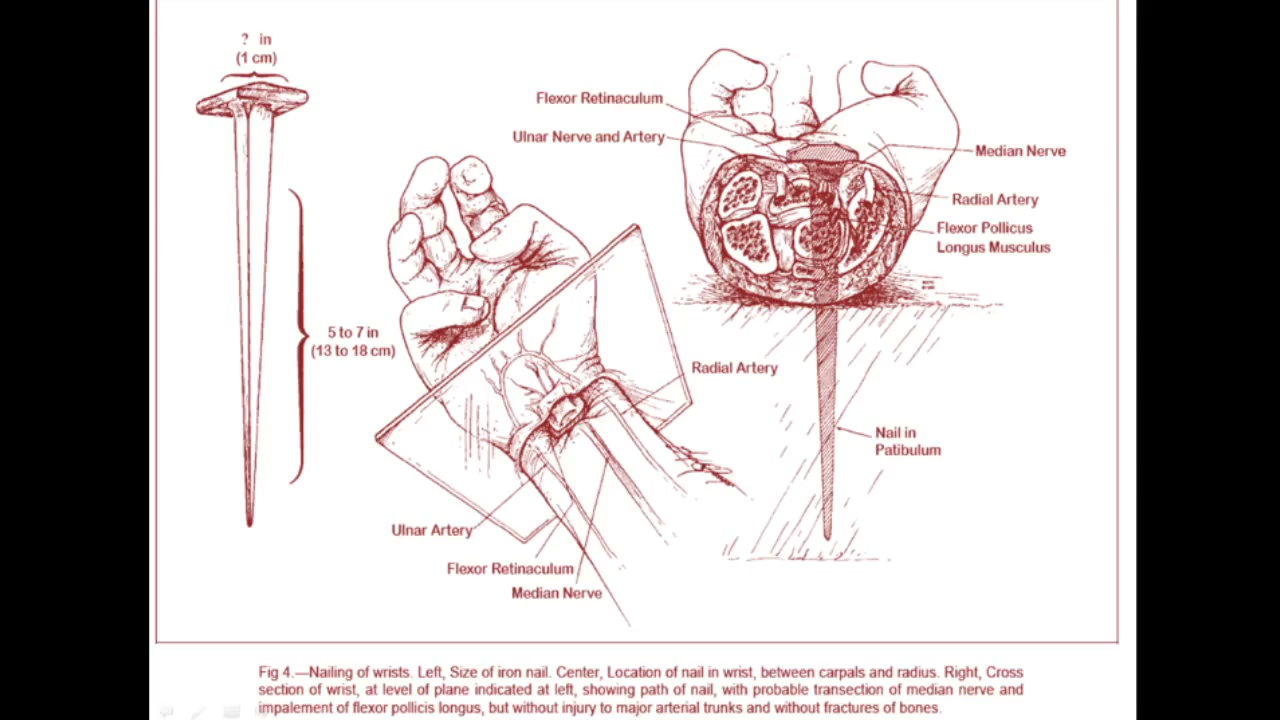 ? in
(1 cm)
5 to 7 in
(13 to 18 cm)
Ulnar Artery
Flexor Retinaculum
Median Nerve
Radial Artery
Flexor Retinaculum
Ulnar Nerve and Artery
Median Nerve
Radial Artery
Flexor Pollicus
Longus Musculus
Nail in
Patibulum
Fig 4.—Nailing of wrists. Left, Size of iron nail. Center, Location of nail in wrist, between carpals and radius. Right, Cross
section of wrist, at level of plane indicated at left, showing path of nail, with probable transection of median nerve and
impalement of flexor pollicis longus, but without injury to major arterial trunks and without fractures of bones.